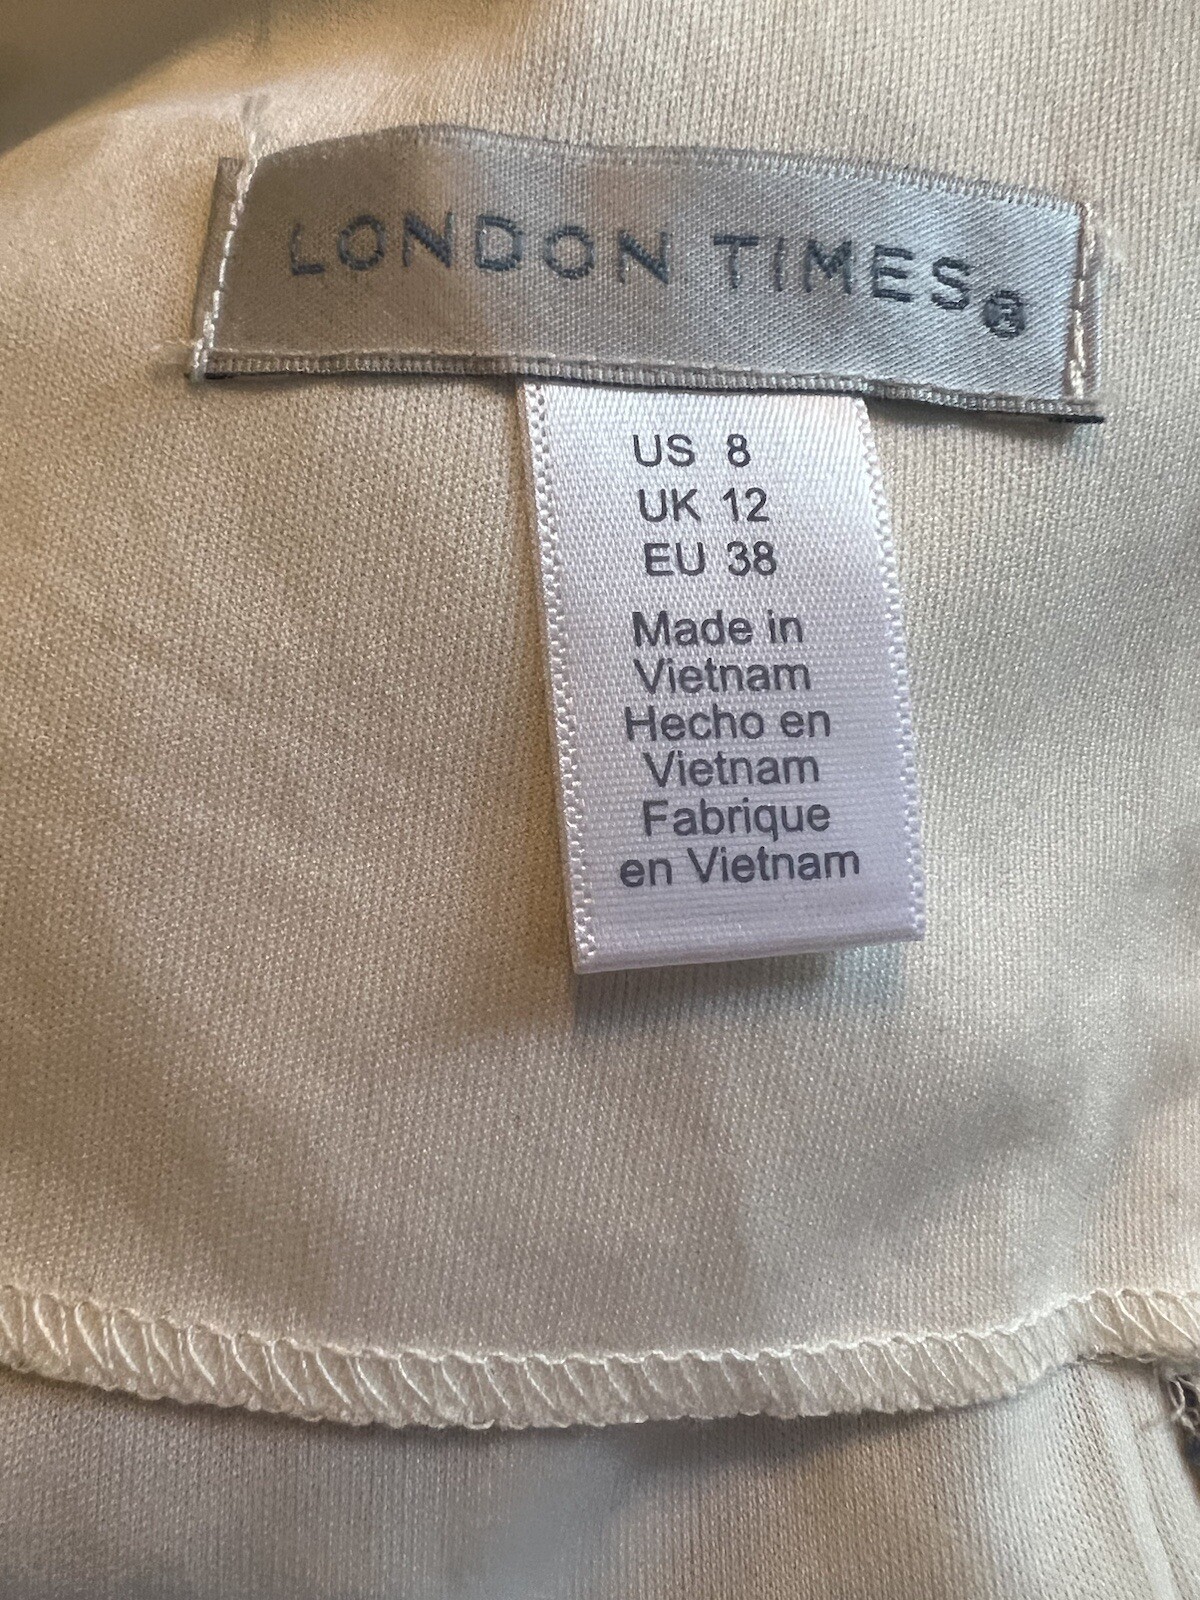 LONDON TIMES®
US 8
UK 12
EU 38
Made in
Vietnam
Hecho en
Vietnam
Fabrique
en Vietnam